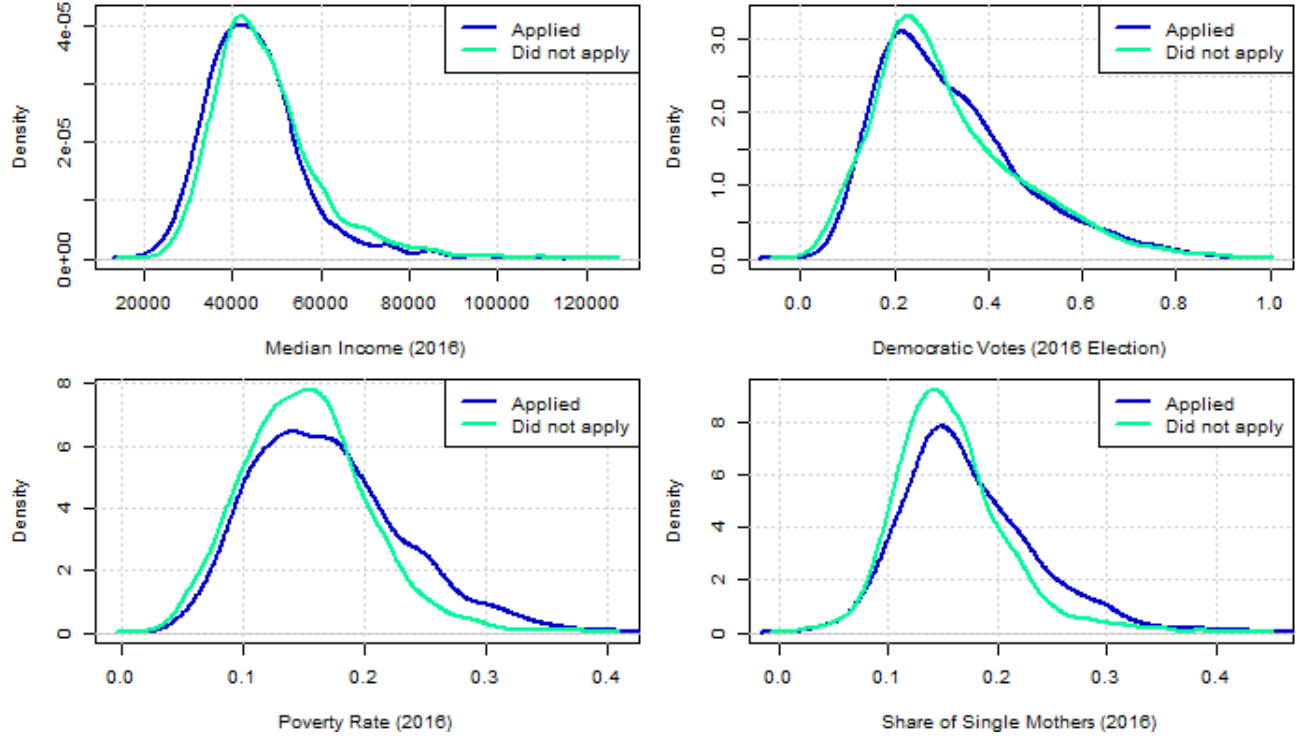 Applied
Did not apply
Density
0e+00
2e-05
4e-05
20000 40000 60000 80000 100000 120000
Median Income (2016)
Applied
Did not apply
Density
0.0
1.0
2.0
3.0
0.0 0.2 0.4 0.6 0.8 1.0
Democratic Votes (2016 Election)
Applied
Did not apply
Density
8
6
4
2
0
0.0 0.1 0.2 0.3 0.4
Poverty Rate (2016)
Applied
Did not apply
Density
8
6
4
2
0
0.0 0.1 0.2 0.3 0.4
Share of Single Mothers (2016)